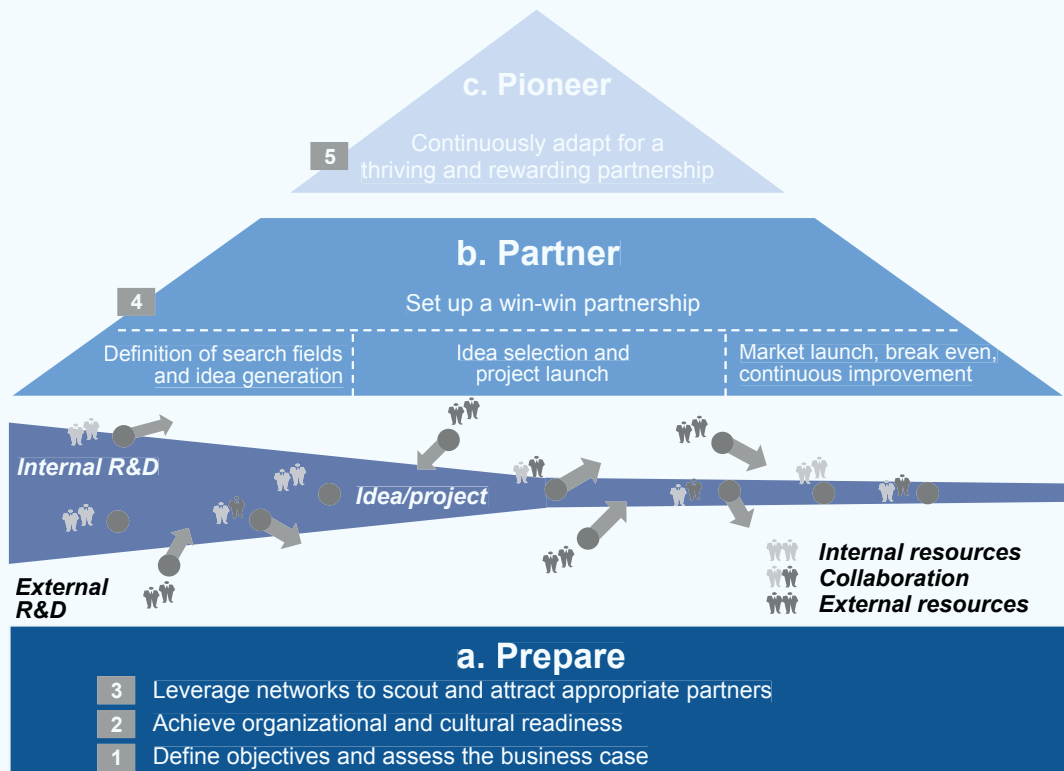 c. Pioneer
5
Continuously adapt for a
thriving and rewarding partnership
b. Partner
4
Set up a win-win partnership
Definition of search fields
and idea generation
Idea selection and
project launch
Market launch, break even,
continuous improvement
Internal R&D
Idea/project
External
R&D
Internal resources
Collaboration
External resources
a. Prepare
3 Leverage networks to scout and attract appropriate partners
2 Achieve organizational and cultural readiness
1 Define objectives and assess the business case